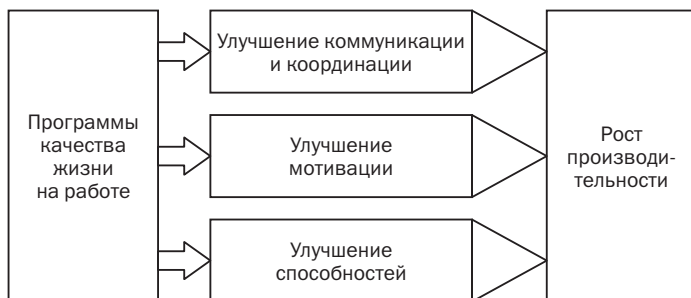 Программы
качества
жизни
на работе
Улучшение коммуникации
и координации
Улучшение
мотивации
Улучшение
способностей
Рост
производи-
тельности